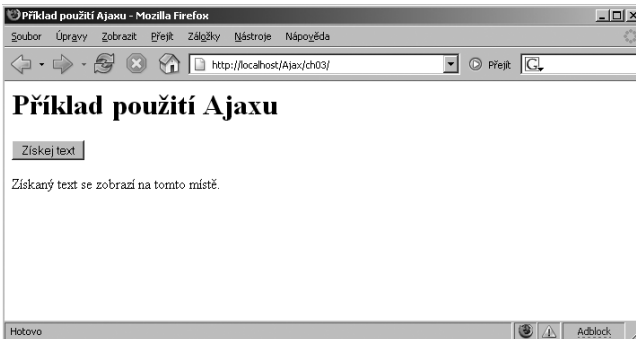 Příklad použití Ajaxu - Mozilla Firefox
Soubor Úpravy Zobrazit Přejít Záložky Nástroje Nápověda
http://localhost/Ajax/ch03/ Přejít G
Příklad použití Ajaxu
Získej text
Získaný text se zobrazí na tomto místě.
Hotovo Adblock